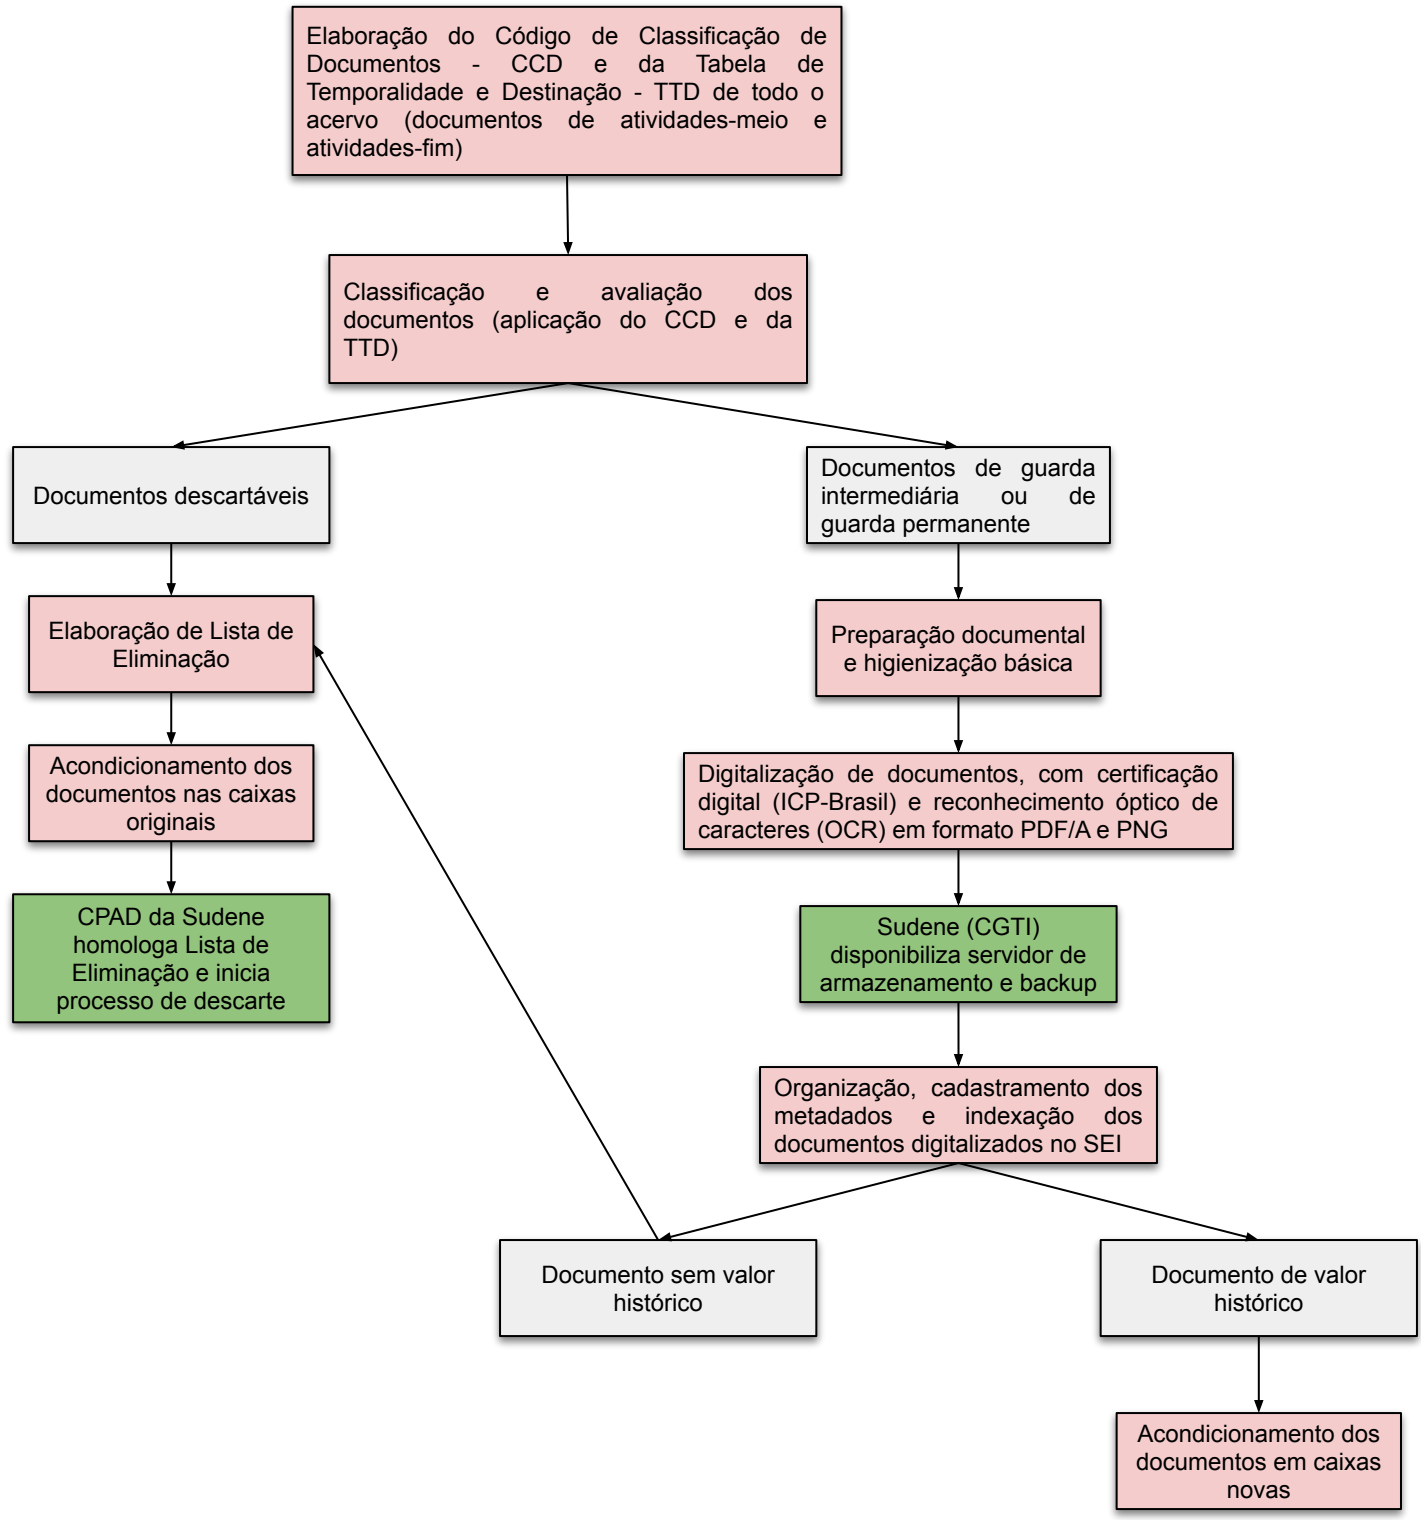 Elaboração do Código de Classificação de
Documentos - CCD e da Tabela de
Temporalidade e Destinação - TTD de todo o
acervo (documentos de atividades-meio e
atividades-fim)
Classificação e avaliação dos
documentos (aplicação do CCD e da
TTD)
Documentos descartáveis
Documentos de guarda
intermediária ou de
guarda permanente
Elaboração de Lista de
Eliminação
Preparação documental
e higienização básica
Acondicionamento dos
documentos nas caixas
originais
Digitalização de documentos, com certificação
digital (ICP-Brasil) e reconhecimento óptico de
caracteres (OCR) em formato PDF/A e PNG
CPAD da Sudene
homologa Lista de
Eliminação e inicia
processo de descarte
Sudene (CGTI)
disponibiliza servidor de
armazenamento e backup
Organização, cadastramento dos
metadados e indexação dos
documentos digitalizados no SEI
Documento sem valor
histórico
Documento de valor
histórico
Acondicionamento dos
documentos em caixas
novas